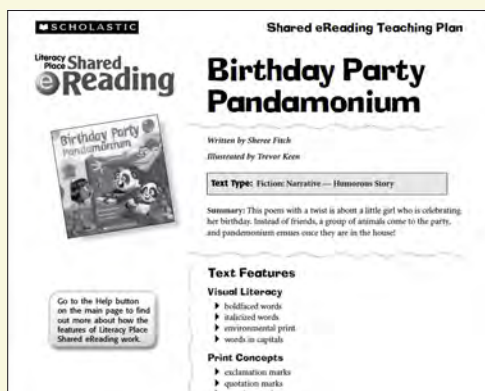 SCHOLASTIC
Shared eReading Teaching Plan
Literacy
Place Shared
eReading
Birthday Party
Pandamonium
Written by Sheree Fitch
Illustrated by Trevor Keen
Birthday Party
Pandamonium
Text Type: Fiction: Narrative — Humorous Story
Summary: This poem with a twist is about a little girl who is celebrating
her birthday. Instead of friends, a group of animals come to the party,
and pandemonium ensues once they are in the house!
Text Features
Visual Literacy
boldfaced words
italicized words
environmental print
words in capitals
Go to the Help button
on the main page to find
out more about how the
features of Literacy Place
Shared eReading work.
Print Concepts
exclamation marks
quotation marks